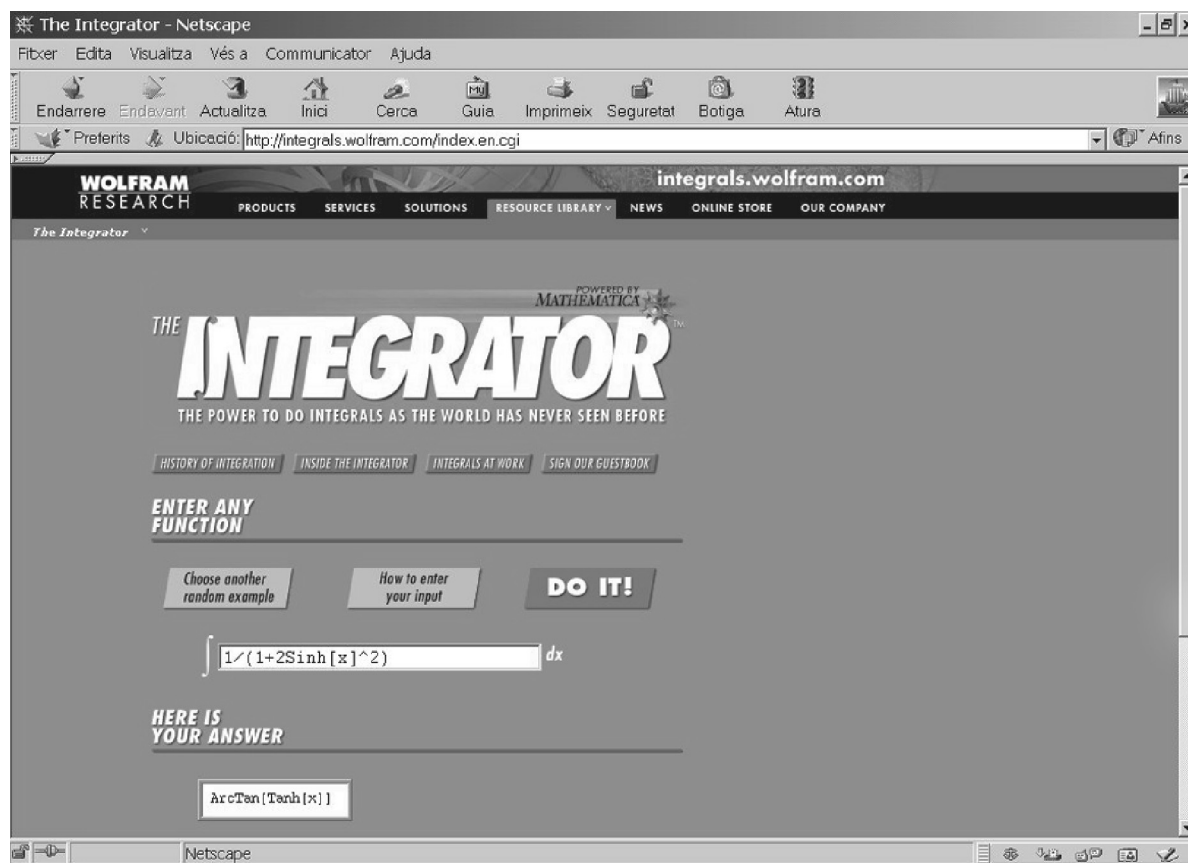 The Integrator - Netscape
Fitxer Edita Visualitza Vés a Communicator Ajuda
My
Endarrere Endavant Actualitza Inici Cerca Guia Imprimeix Seguretat Botiga Atura
Preferits Ubicació: http://integrals.wolfram.com/index.en.cgi Afins
WOLFRAM integrals.wolfram.com
RESEARCH PRODUCTS SERVICES SOLUTIONS RESOURCE LIBRARY NEWS ONLINE STORE OUR COMPANY
The Integrator
POWERED BY
MATHEMATICA
THE INTEGRATOR TM
THE POWER TO DO INTEGRALS AS THE WORLD HAS NEVER SEEN BEFORE
HISTORY OF INTEGRATION INSIDE THE INTEGRATOR INTEGRALS AT WORK SIGN OUR GUESTBOOK
ENTER ANY
FUNCTION
Choose another
random example
How to enter
your input
DO IT!
∫ 1/(1+2Sinh[x]^2) dx
HERE IS
YOUR ANSWER
ArcTan[Tanh[x]]
Netscape